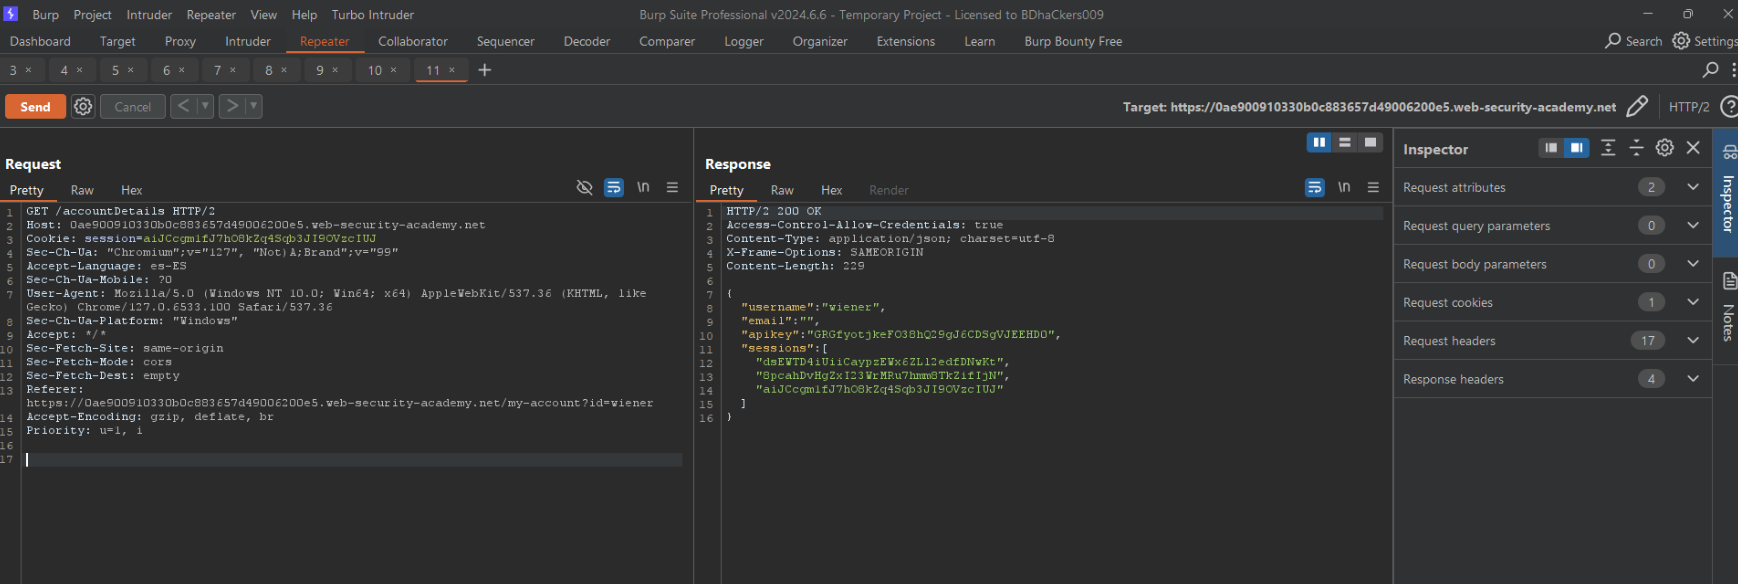 Burp Project Intruder Repeater View Help Turbo Intruder Burp Suite Professional v2024.6.6 - Temporary Project - Licensed to BDhaCkers009
Dashboard Target Proxy Intruder Repeater Collaborator Sequencer Decoder Comparer Logger Organizer Extensions Learn Burp Bounty Free Search Settings
3 × 4 × 5 × 6 × 7 × 8 × 9 × 10 × 11 × +
Send Cancel < > Target: https://0ae900910330b0c883657d49006200e5.web-security-academy.net HTTP/2
Request
Pretty Raw Hex \n
1 GET /accountDetails HTTP/2
2 Host: 0ae900910330b0c883657d49006200e5.web-security-academy.net
3 Cookie: session=aiJCcgm1fJ7hO8kZq4Sqb3JI9OVzcIUJ
4 Sec-Ch-Ua: "Chromium";v="127", "Not)A;Brand";v="99"
5 Accept-Language: es-ES
6 Sec-Ch-Ua-Mobile: ?0
7 User-Agent: Mozilla/5.0 (Windows NT 10.0; Win64; x64) AppleWebKit/537.36 (KHTML, like
Gecko) Chrome/127.0.6533.100 Safari/537.36
8 Sec-Ch-Ua-Platform: "Windows"
9 Accept: */*
10 Sec-Fetch-Site: same-origin
11 Sec-Fetch-Mode: cors
12 Sec-Fetch-Dest: empty
13 Referer:
https://0ae900910330b0c883657d49006200e5.web-security-academy.net/my-account?id=wiener
14 Accept-Encoding: gzip, deflate, br
15 Priority: u=1, i
16
17
Response
Pretty Raw Hex Render \n
1 HTTP/2 200 OK
2 Access-Control-Allow-Credentials: true
3 Content-Type: application/json; charset=utf-8
4 X-Frame-Options: SAMEORIGIN
5 Content-Length: 229
6
7 {
8 "username":"wiener",
9 "email":"",
10 "apikey":"GRGfyotjkeFO38hQ29gJ6CDSgVJEEHDO",
11 "sessions":[
12 "dsEWTD4iUiiCaypzEWx6ZL12edfDNwKt",
13 "8pcahDvHgZxI23WrMRu7hmm8TkZifIjN",
14 "aiJCcgm1fJ7hO8kZq4Sqb3JI9OVzcIUJ"
15 ]
16 }
Inspector
Request attributes 2
Request query parameters 0
Request body parameters 0
Request cookies 1
Request headers 17
Response headers 4
Inspector
Notes